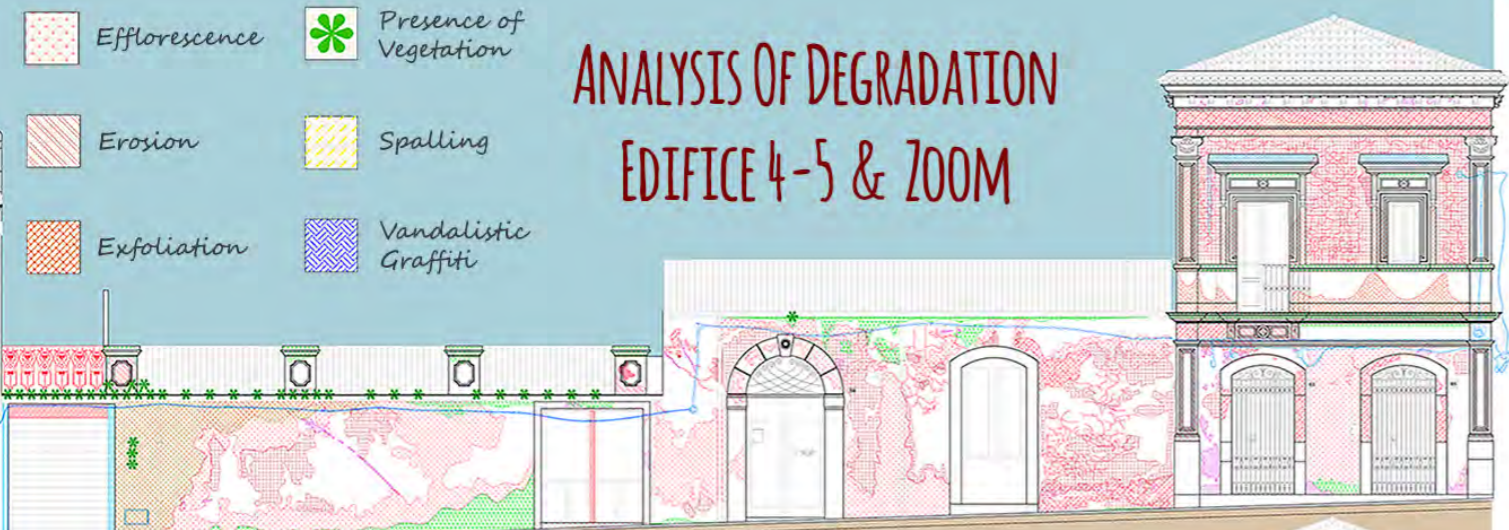 Efflorescence
Presence of
Vegetation
Erosion
Spalling
Exfoliation
Vandalistic
Graffiti
ANALYSIS OF DEGRADATION
EDIFICE 4-5 & ZOOM